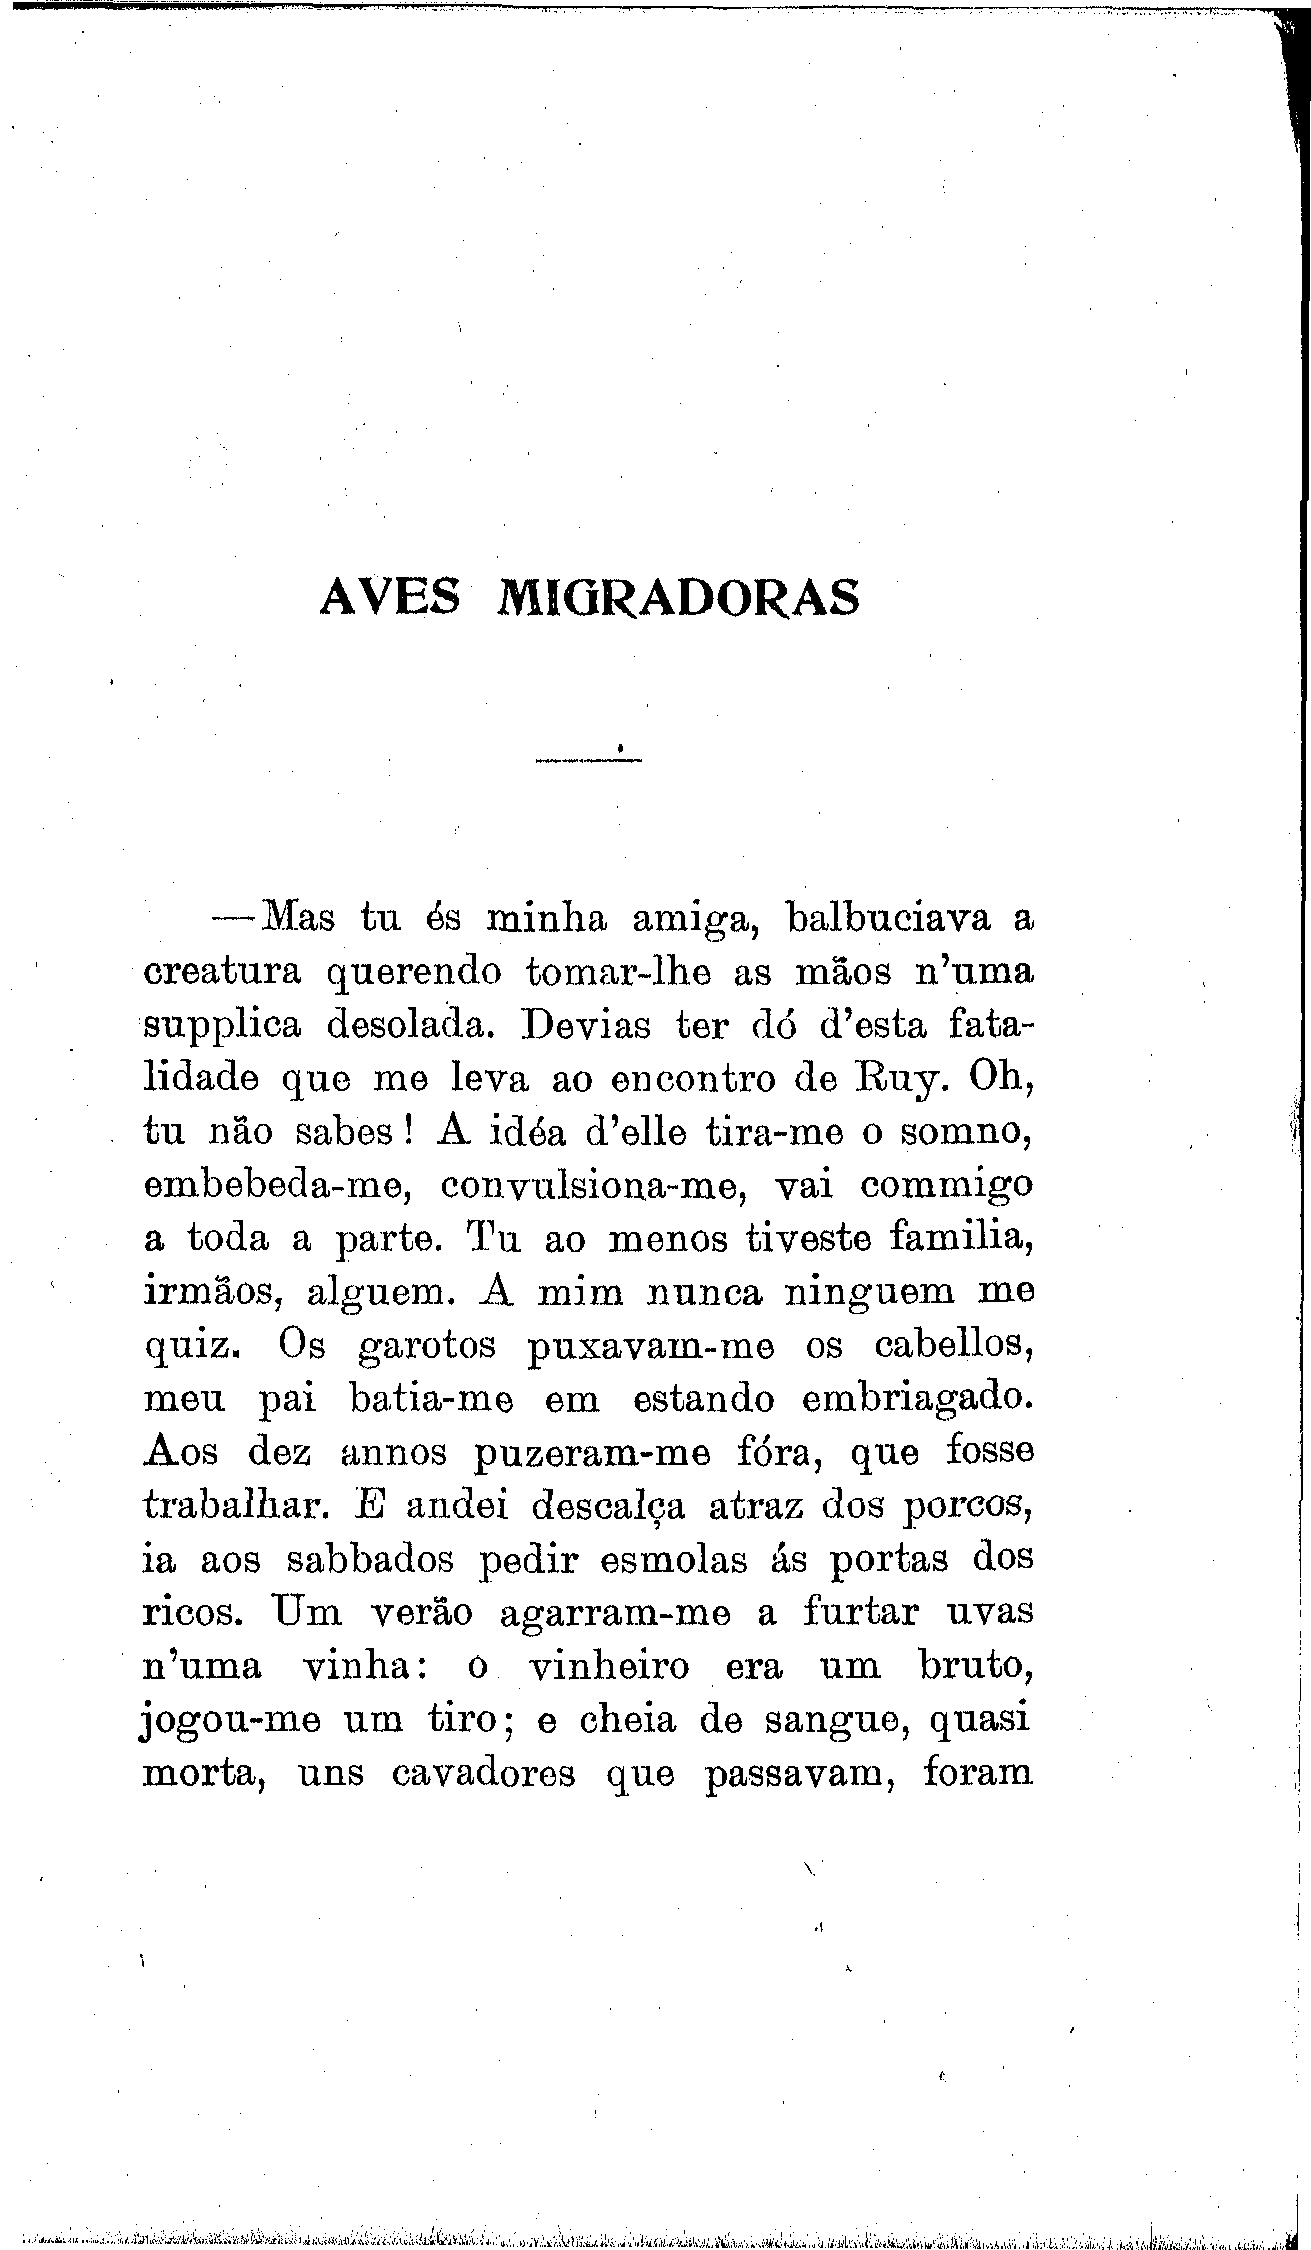 AVES MIGRADORAS
—Mas tu és minha amiga, balbuciava a
creatura querendo tomar-lhe as mãos n'uma
supplica desolada. Devias ter dó d'esta fata-
lidade que me leva ao encontro de Ruy. Oh,
tu não sabes! A idéa d'elle tira-me o somno,
embebeda-me, convulsiona-me, vai commigo
a toda a parte. Tu ao menos tiveste familia,
irmãos, alguem. A mim nunca ninguem me
quiz. Os garotos puxavam-me os cabellos,
meu pai batia-me em estando embriagado.
Aos dez annos puzeram-me fóra, que fosse
trabalhar. E andei descalça atraz dos porcos,
ia aos sabbados pedir esmolas ás portas dos
ricos. Um verão agarram-me a furtar uvas
n'uma vinha: o vinheiro era um bruto,
jogou-me um tiro; e cheia de sangue, quasi
morta, uns cavadores que passavam, foram